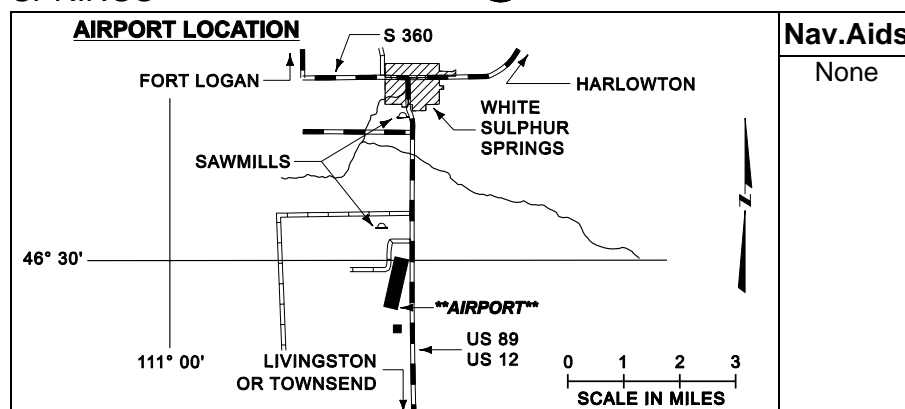 AIRPORT LOCATION
S 360
Nav.Aids
None
FORT LOGAN
HARLOWTON
WHITE
SULPHUR
SPRINGS
SAWMILLS
N
46° 30'
**AIRPORT**
US 89
US 12
111° 00'
LIVINGSTON
OR TOWNSEND
0 1 2 3
SCALE IN MILES